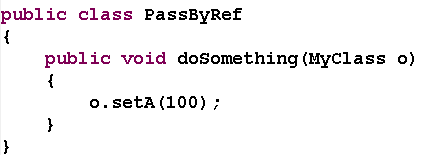 public class PassByRef
{
    public void doSomething(MyClass o)
    {
        o.setA(100);
    }
}